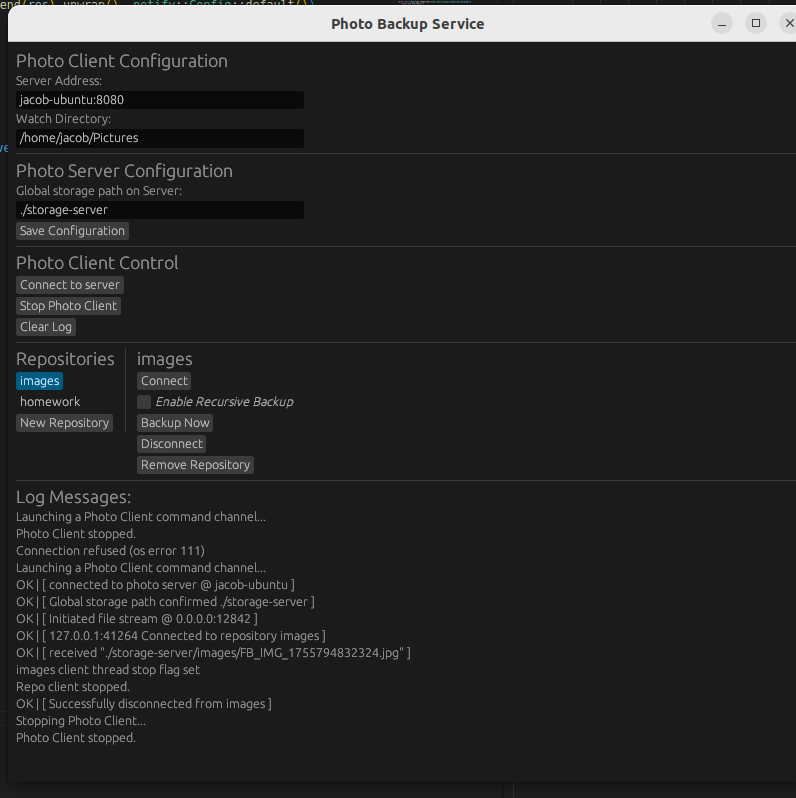 end(res).unwrap(), notify::Config::default())
Photo Backup Service
Photo Client Configuration
Server Address:
jacob-ubuntu:8080
Watch Directory:
/home/jacob/Pictures
Photo Server Configuration
Global storage path on Server:
./storage-server
Save Configuration
Photo Client Control
Connect to server
Stop Photo Client
Clear Log
Repositories
images
homework
New Repository
images
Connect
Enable Recursive Backup
Backup Now
Disconnect
Remove Repository
Log Messages:
Launching a Photo Client command channel...
Photo Client stopped.
Connection refused (os error 111)
Launching a Photo Client command channel...
OK | [ connected to photo server @ jacob-ubuntu ]
OK | [ Global storage path confirmed ./storage-server ]
OK | [ Initiated file stream @ 0.0.0.0:12842 ]
OK | [ 127.0.0.1:41264 Connected to repository images ]
OK | [ received "./storage-server/images/FB_IMG_1755794832324.jpg" ]
images client thread stop flag set
Repo client stopped.
OK | [ Successfully disconnected from images ]
Stopping Photo Client...
Photo Client stopped.